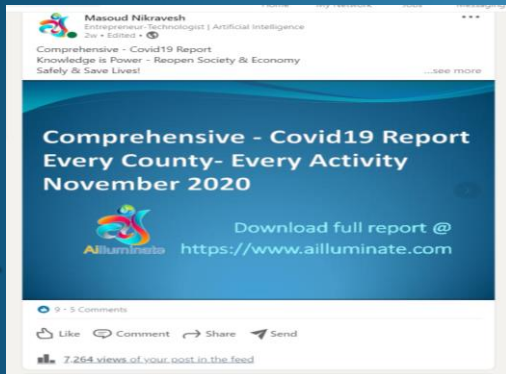 Masoud Nikravesh
Entrepreneur-Technologist | Artificial Intelligence
2w • Edited •
Comprehensive - Covid19 Report
Knowledge is Power - Reopen Society & Economy
Safely & Save Lives!
...see more
Comprehensive - Covid19 Report
Every County- Every Activity
November 2020
AIlluminate
Download full report @
https://www.ailluminate.com
9 - 5 Comments
Like Comment Share Send
7,264 views of your post in the feed